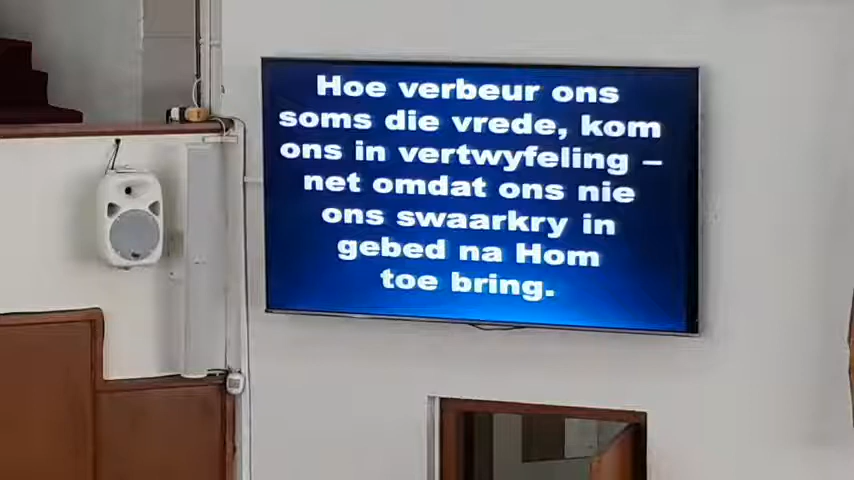 Hoe verbeur ons
soms die vrede, kom
ons in vertwyfeling –
net omdat ons nie
ons swaarkry in
gebed na Hom
toe bring.